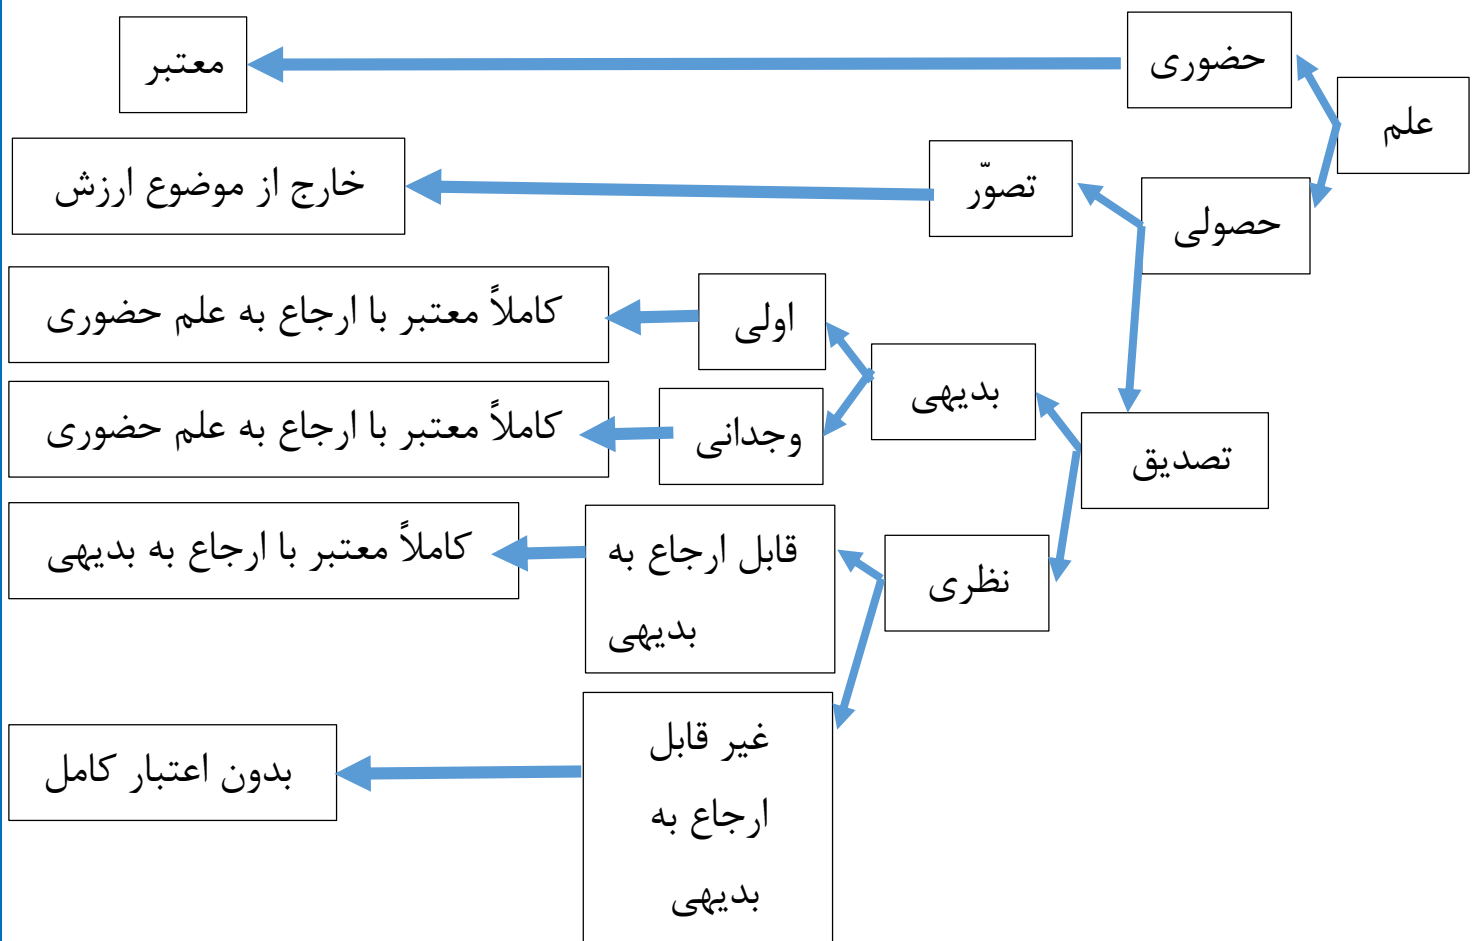 علم
حضوری
معتبر
حصولی
تصوّر
خارج از موضوع ارزش
تصدیق
بدیهی
اولی
کاملاً معتبر با ارجاع به علم حضوری
وجدانی
کاملاً معتبر با ارجاع به علم حضوری
نظری
قابل ارجاع به
بدیهی
کاملاً معتبر با ارجاع به بدیهی
غیر قابل
ارجاع به
بدیهی
بدون اعتبار کامل